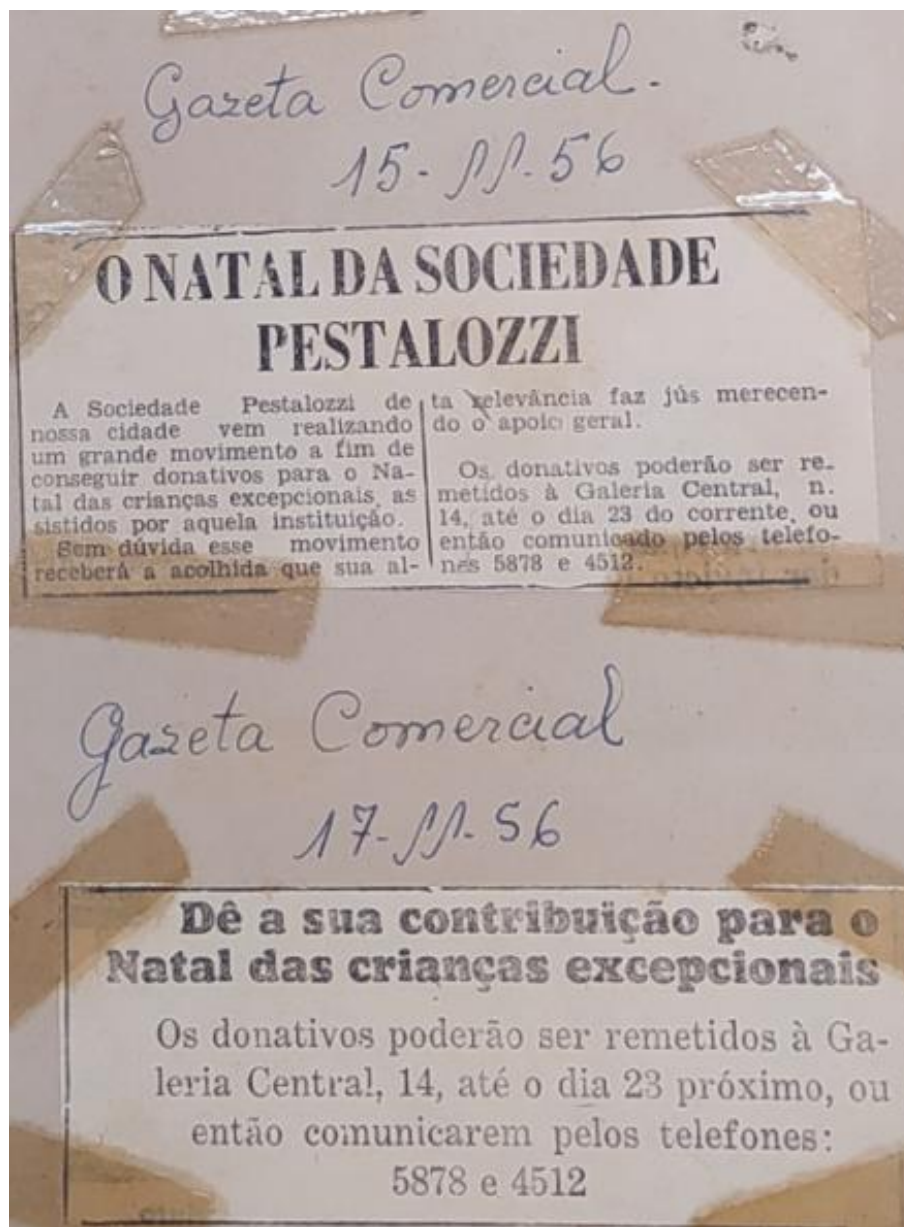 Gazeta Comercial.
15-11-56
O NATAL DA SOCIEDADE
PESTALOZZI
A Sociedade Pestalozzi de
nossa cidade vem realizando
um grande movimento a fim de
conseguir donativos para o Na-
tal das crianças excepcionais, as
sistidos por aquela instituição.
Sem dúvida esse movimento
receberá a acolhida que sua al-
ta relevância faz jús merecen-
do o apoio geral.
Os donativos poderão ser re-
metidos à Galeria Central, n.
14, até o dia 23 do corrente, ou
então comunicado pelos telefo-
nes 5878 e 4512.
Gazeta Comercial
17-11-56
Dê a sua contribuição para o
Natal das crianças excepcionais
Os donativos poderão ser remetidos à Ga-
leria Central, 14, até o dia 23 próximo, ou
então comunicarem pelos telefones:
5878 e 4512